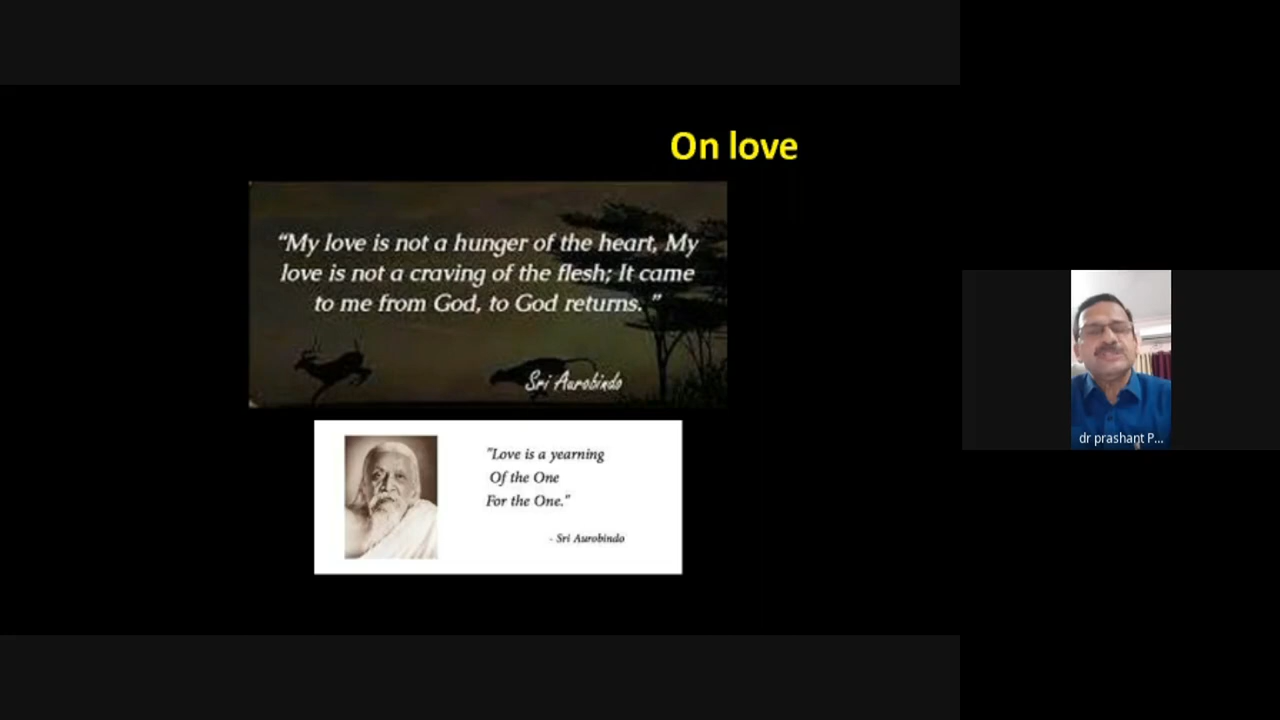 On love
“My love is not a hunger of the heart, My
love is not a craving of the flesh; It came
to me from God, to God returns.”
Sri Aurobindo
"Love is a yearning
Of the One
For the One."
- Sri Aurobindo
dr prashant P...